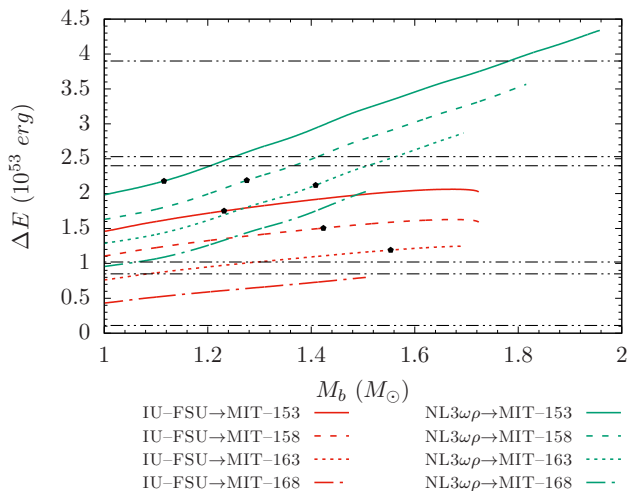 4.5
4
3.5
3
2.5
2
1.5
1
0.5
0
ΔE (10^53 erg)
1 1.2 1.4 1.6 1.8 2
M_b (M_⊙)
IU–FSU→MIT–153 NL3ωρ→MIT–153
IU–FSU→MIT–158 NL3ωρ→MIT–158
IU–FSU→MIT–163 NL3ωρ→MIT–163
IU–FSU→MIT–168 NL3ωρ→MIT–168